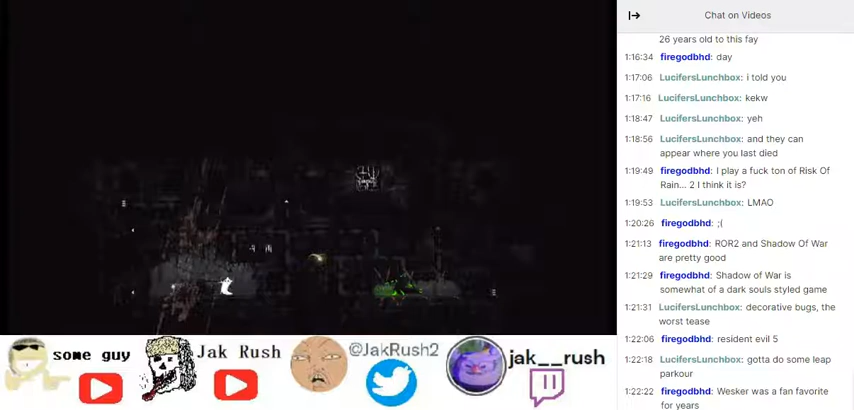 Chat on Videos
26 years old to this fay
1:16:34 firegodbhd: day
1:17:06 LucifersLunchbox: i told you
1:17:16 LucifersLunchbox: kekw
1:18:47 LucifersLunchbox: yeh
1:18:56 LucifersLunchbox: and they can
appear where you last died
1:19:49 firegodbhd: I play a fuck ton of Risk Of
Rain... 2 I think it is?
1:19:53 LucifersLunchbox: LMAO
1:20:26 firegodbhd: ;(
1:21:13 firegodbhd: ROR2 and Shadow Of War
are pretty good
1:21:29 firegodbhd: Shadow of War is
somewhat of a dark souls styled game
1:21:31 LucifersLunchbox: decorative bugs, the
worst tease
1:22:06 firegodbhd: resident evil 5
1:22:18 LucifersLunchbox: gotta do some leap
parkour
1:22:22 firegodbhd: Wesker was a fan favorite
for years
some guy
Jak Rush
@JakRush2
jak__rush